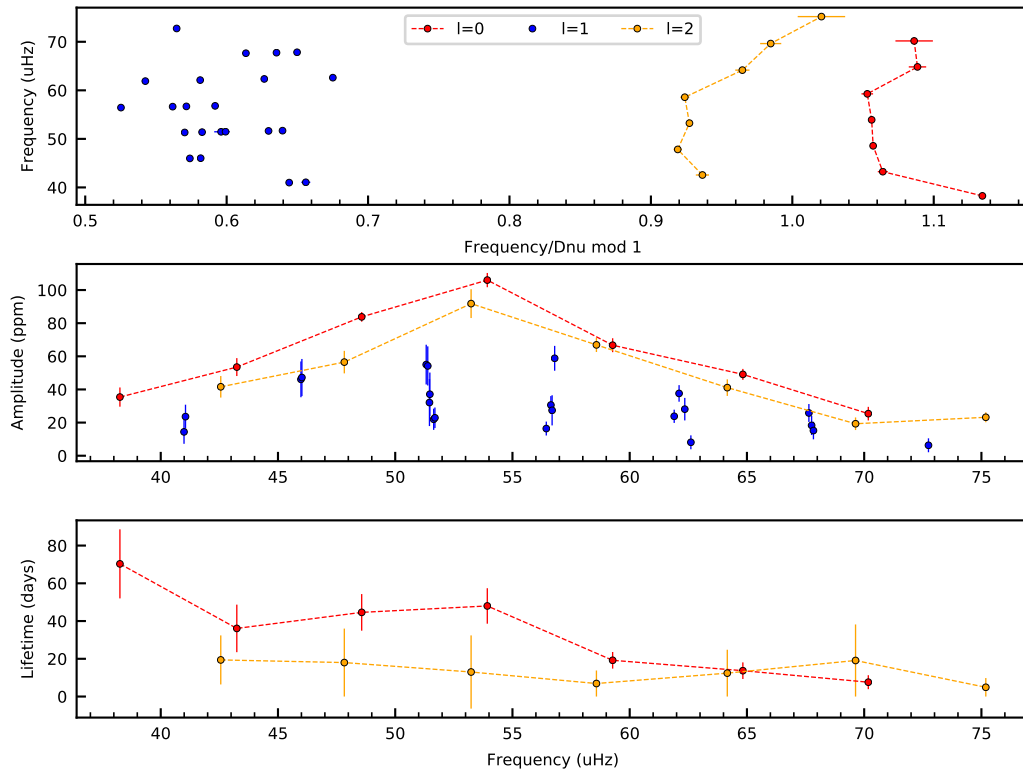 l=0 l=1 l=2
Frequency (uHz)
70
60
50
40
0.5 0.6 0.7 0.8 0.9 1.0 1.1
Frequency/Dnu mod 1
Amplitude (ppm)
100
80
60
40
20
0
40 45 50 55 60 65 70 75
Lifetime (days)
80
60
40
20
0
40 45 50 55 60 65 70 75
Frequency (uHz)